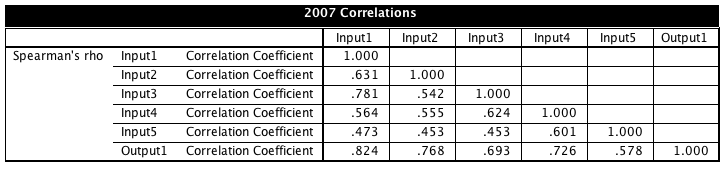 2007 Correlations
Input1 Input2 Input3 Input4 Input5 Output1
Spearman's rho Input1 Correlation Coefficient 1.000
Input2 Correlation Coefficient .631 1.000
Input3 Correlation Coefficient .781 .542 1.000
Input4 Correlation Coefficient .564 .555 .624 1.000
Input5 Correlation Coefficient .473 .453 .453 .601 1.000
Output1 Correlation Coefficient .824 .768 .693 .726 .578 1.000